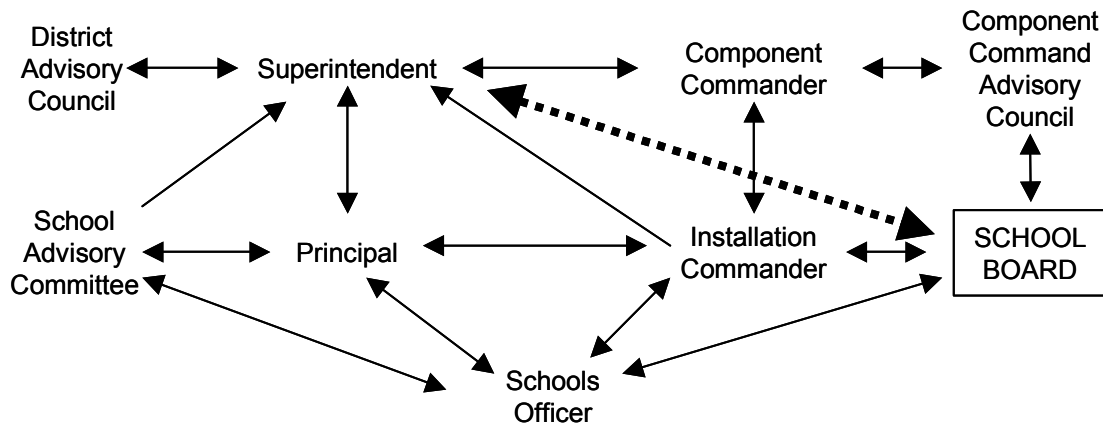 District
Advisory
Council
Superintendent
Component
Commander
Component
Command
Advisory
Council
School
Advisory
Committee
Principal
Installation
Commander
SCHOOL
BOARD
Schools
Officer